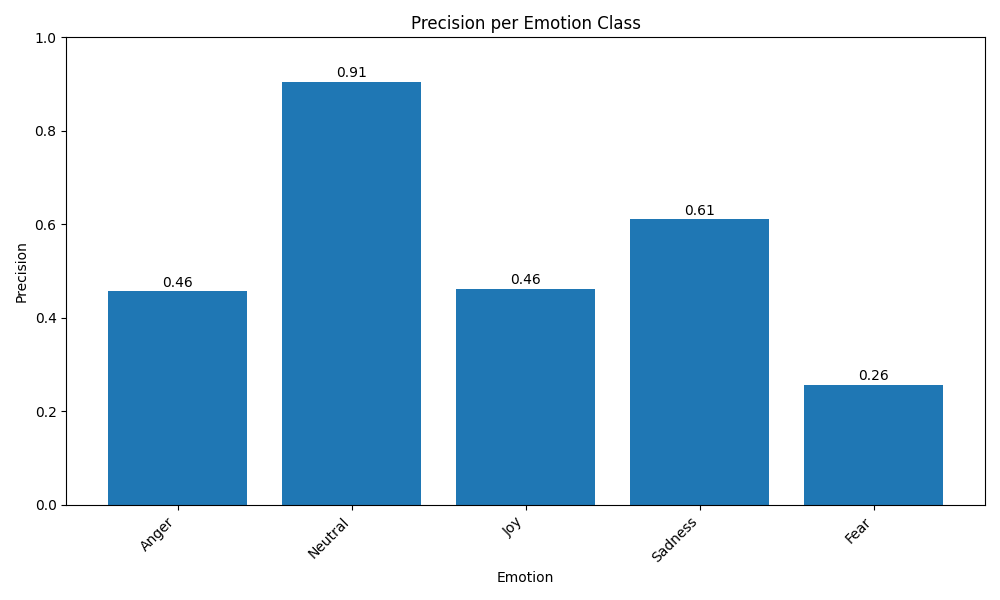 Precision per Emotion Class
1.0
0.8
0.6
0.4
0.2
0.0
Precision
0.46
0.91
0.46
0.61
0.26
Anger
Neutral
Joy
Sadness
Fear
Emotion